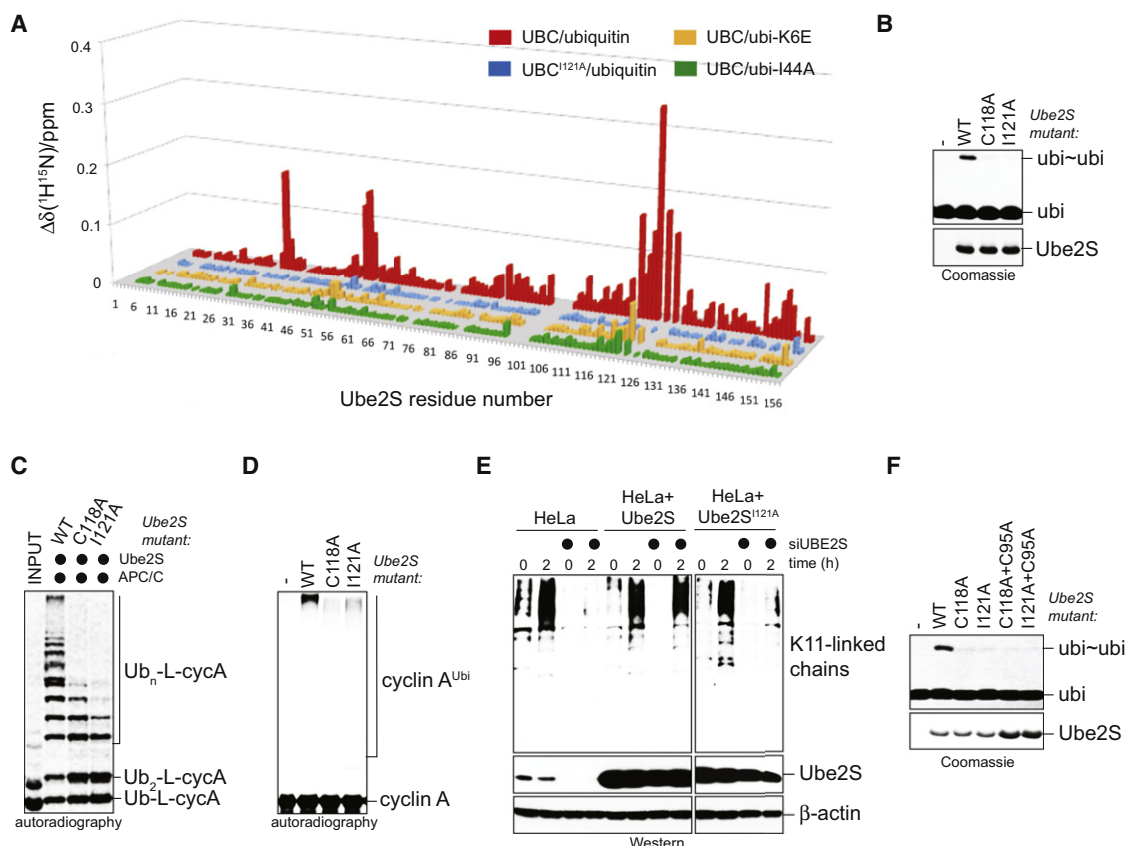 A
0.4
0.3
0.2
0.1
0
Δδ(¹H¹⁵N)/ppm
UBC/ubiquitin
UBC/ubi-K6E
UBCᴵ¹²¹ᴬ/ubiquitin
UBC/ubi-I44A
1 6 11 16 21 26 31 36 41 46 51 56 61 66 71 76 81 86 91 96 101 106 111 116 121 126 131 136 141 146 151 156
Ube2S residue number
B
- WT C118A I121A
Ube2S
mutant:
ubi~ubi
ubi
Ube2S
Coomassie
C
INPUT WT C118A I121A
Ube2S
mutant:
Ube2S
APC/C
Ubₙ-L-cycA
Ub₂-L-cycA
Ub-L-cycA
autoradiography
D
- WT C118A I121A
Ube2S
mutant:
cyclin Aᵁᵇⁱ
cyclin A
autoradiography
E
HeLa
HeLa+
Ube2S
HeLa+
Ube2Sᴵ¹²¹ᴬ
siUBE2S
0 2 0 2 0 2 0 2 0 2 0 2 time (h)
K11-linked
chains
Ube2S
β-actin
Western
F
- WT C118A I121A C118A+C95A I121A+C95A
Ube2S
mutant:
ubi~ubi
ubi
Ube2S
Coomassie